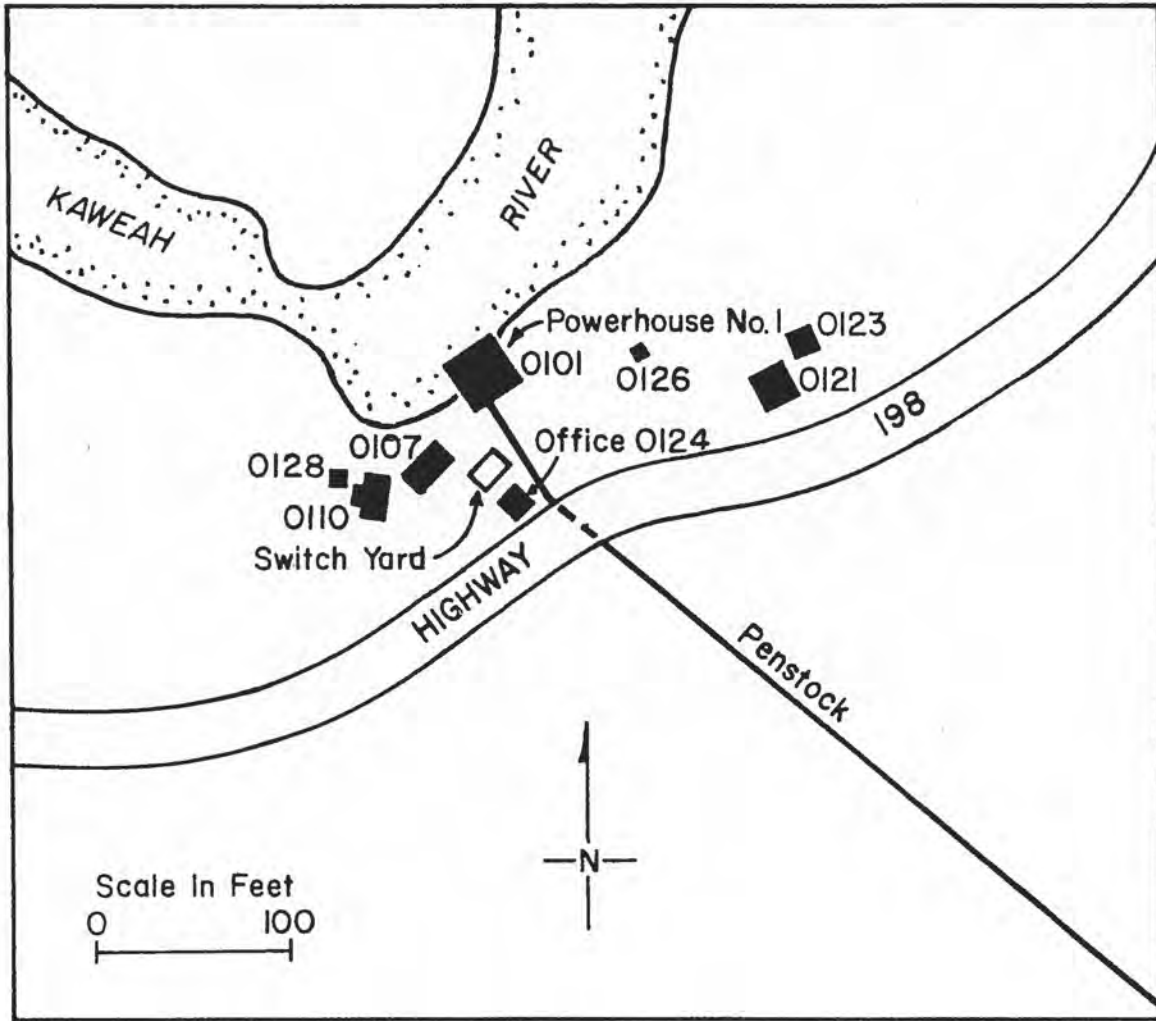 KAWEAH
RIVER
Powerhouse No. 1
0101
0126
0123
0121
198
Office 0124
0107
0128
0110
Switch Yard
HIGHWAY
Penstock
N
Scale In Feet
0 100